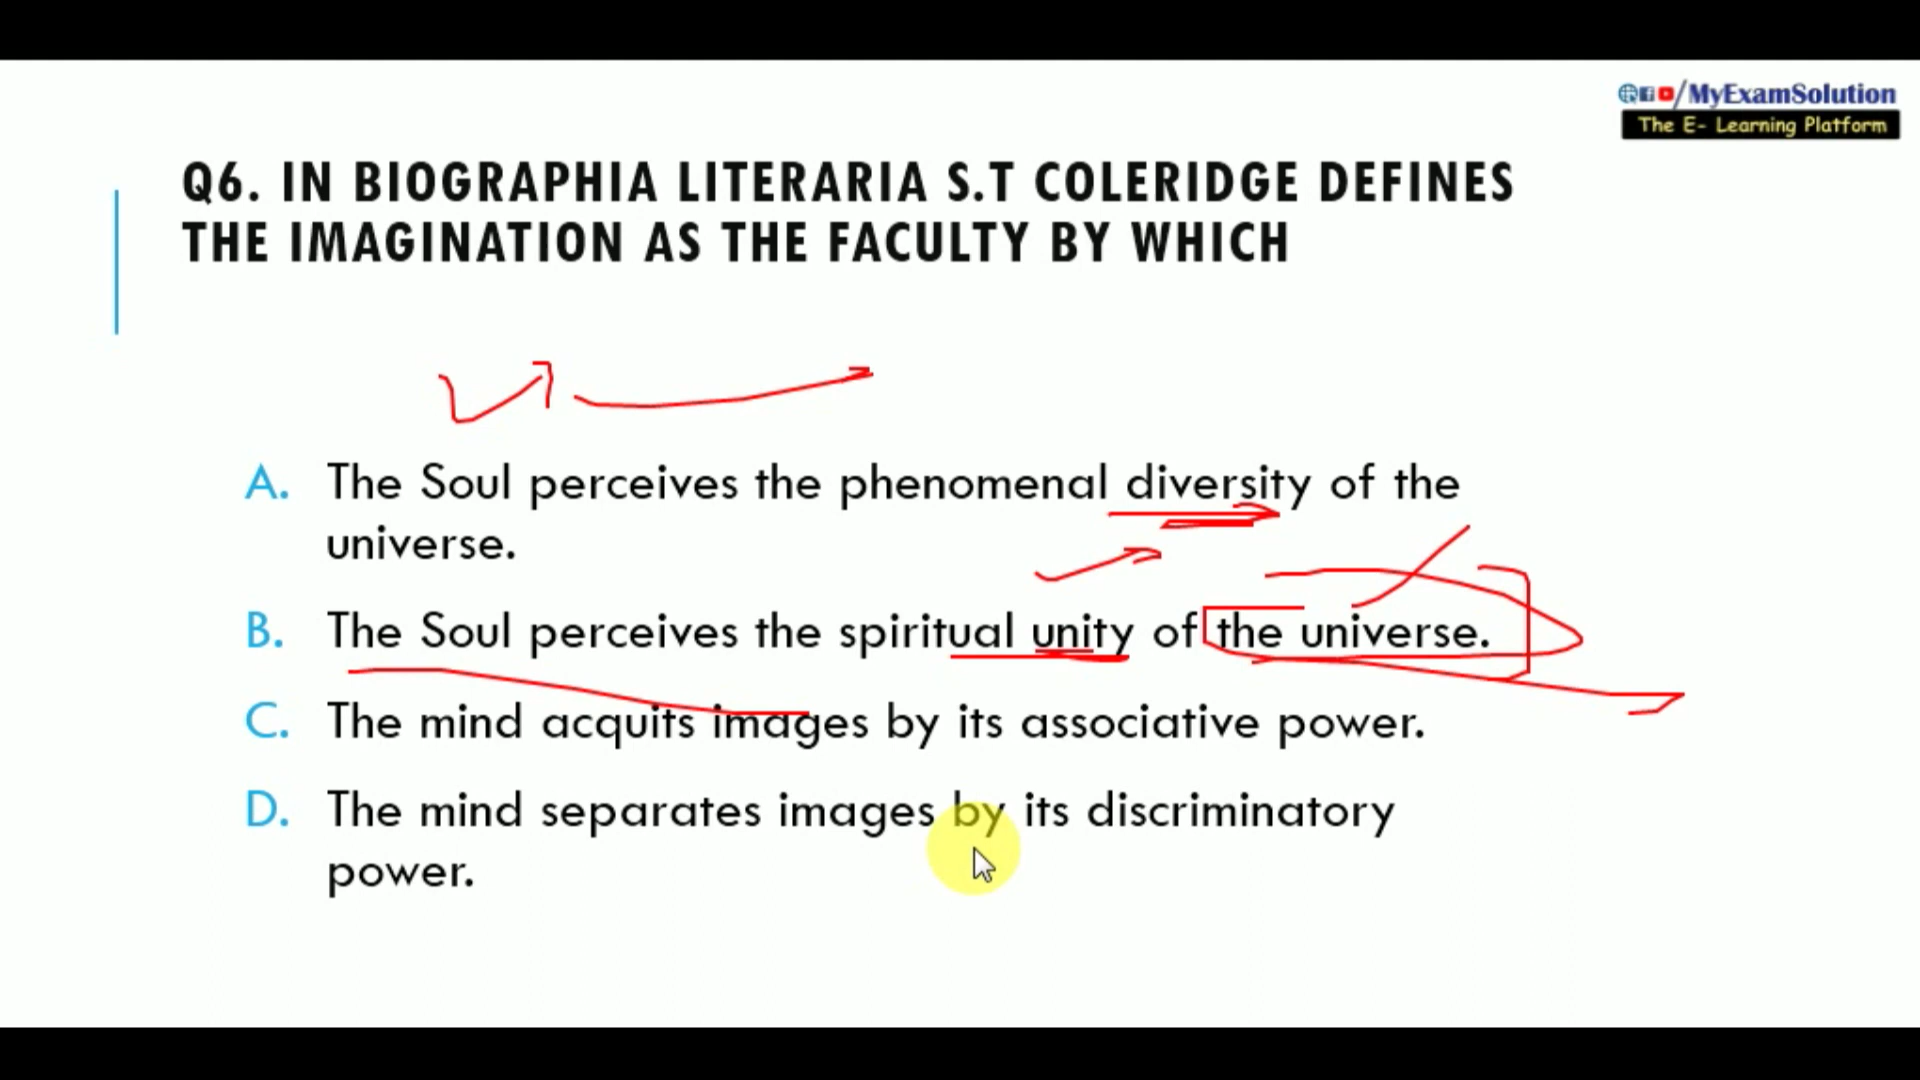 /MyExamSolution
The E- Learning Platform
Q6. IN BIOGRAPHIA LITERARIA S.T COLERIDGE DEFINES
THE IMAGINATION AS THE FACULTY BY WHICH
A. The Soul perceives the phenomenal diversity of the
universe.
B. The Soul perceives the spiritual unity of the universe.
C. The mind acquits images by its associative power.
D. The mind separates images by its discriminatory
power.